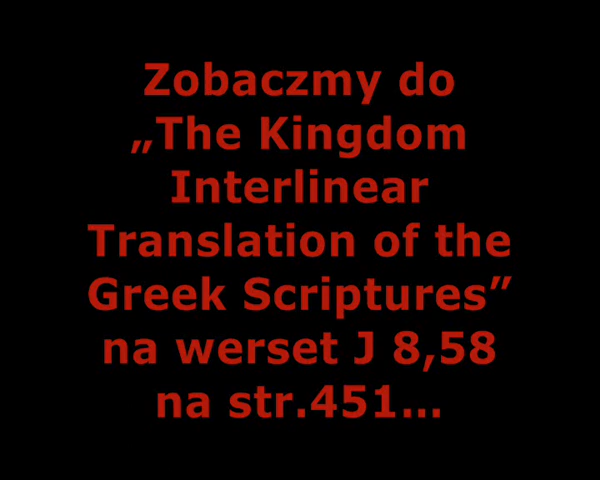 Zobaczmy do
„The Kingdom
Interlinear
Translation of the
Greek Scriptures”
na werset J 8,58
na str.451...